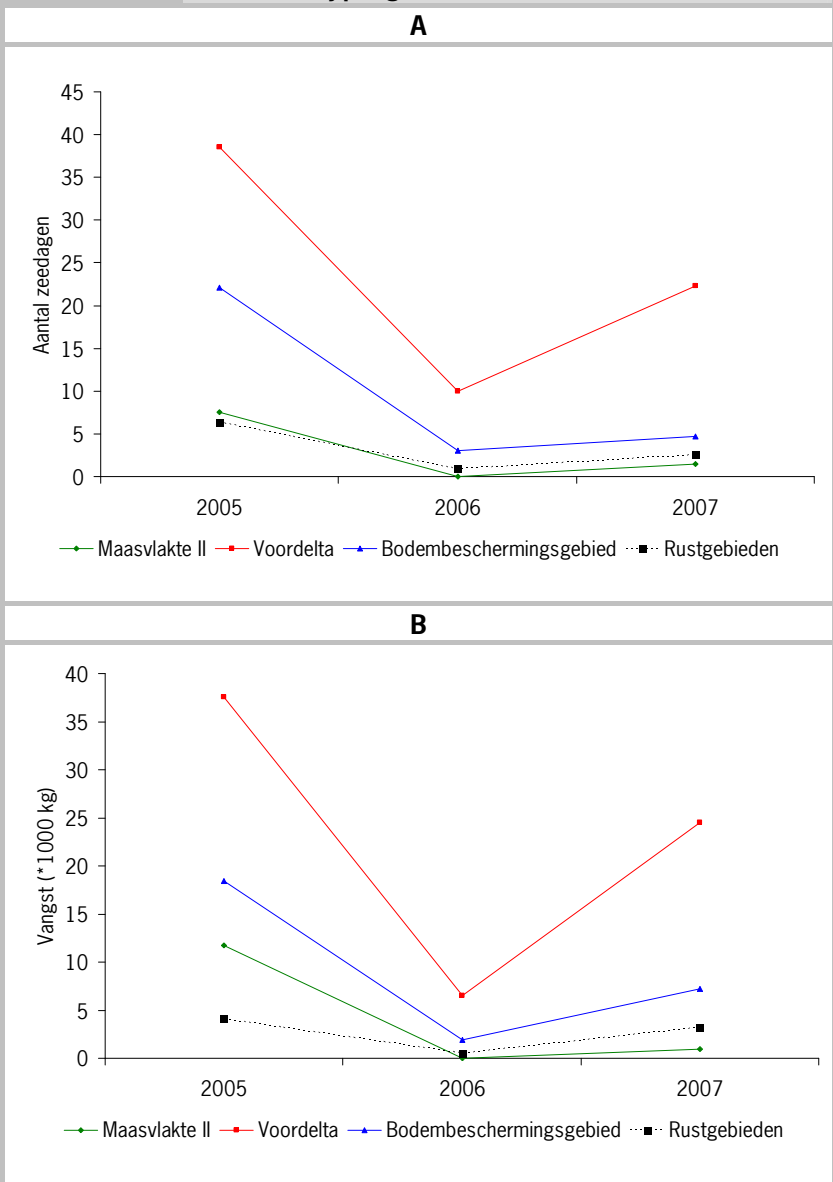 A
45
40
35
30
25
20
15
10
5
0
Aantal zeedagen
2005 2006 2007
Maasvlakte II Voordelta Bodembeschermingsgebied Rustgebieden
B
40
35
30
25
20
15
10
5
0
Vangst (*1000 kg)
2005 2006 2007
Maasvlakte II Voordelta Bodembeschermingsgebied Rustgebieden